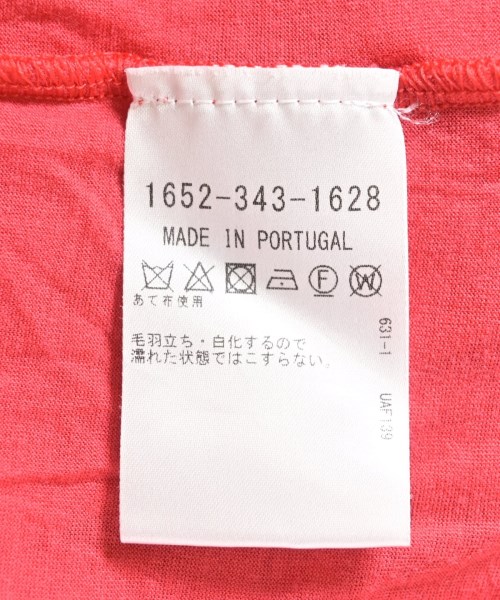 1652-343-1628
MADE IN PORTUGAL
F W
あて布使用
毛羽立ち・白化するので
濡れた状態ではこすらない。
631-1
UAF139